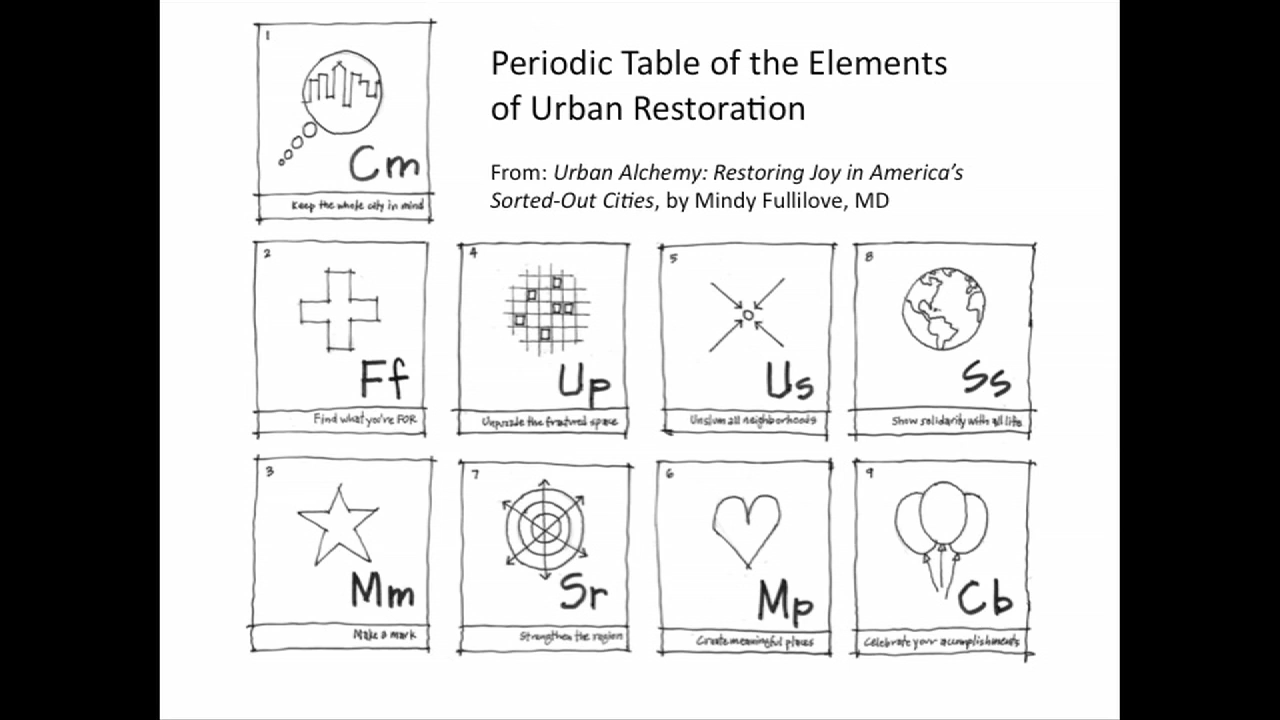 1
Cm
Keep the whole city in mind
Periodic Table of the Elements
of Urban Restoration
From: Urban Alchemy: Restoring Joy in America's
Sorted-Out Cities, by Mindy Fullilove, MD
2
Ff
Find what you're FOR
4
Up
Unpuzzle the fractured space
5
Us
Unslum all neighborhoods
8
Ss
Show solidarity with all life
3
Mm
Make a mark
7
Sr
Strengthen the region
6
Mp
Create meaningful places
9
Cb
Celebrate your accomplishments